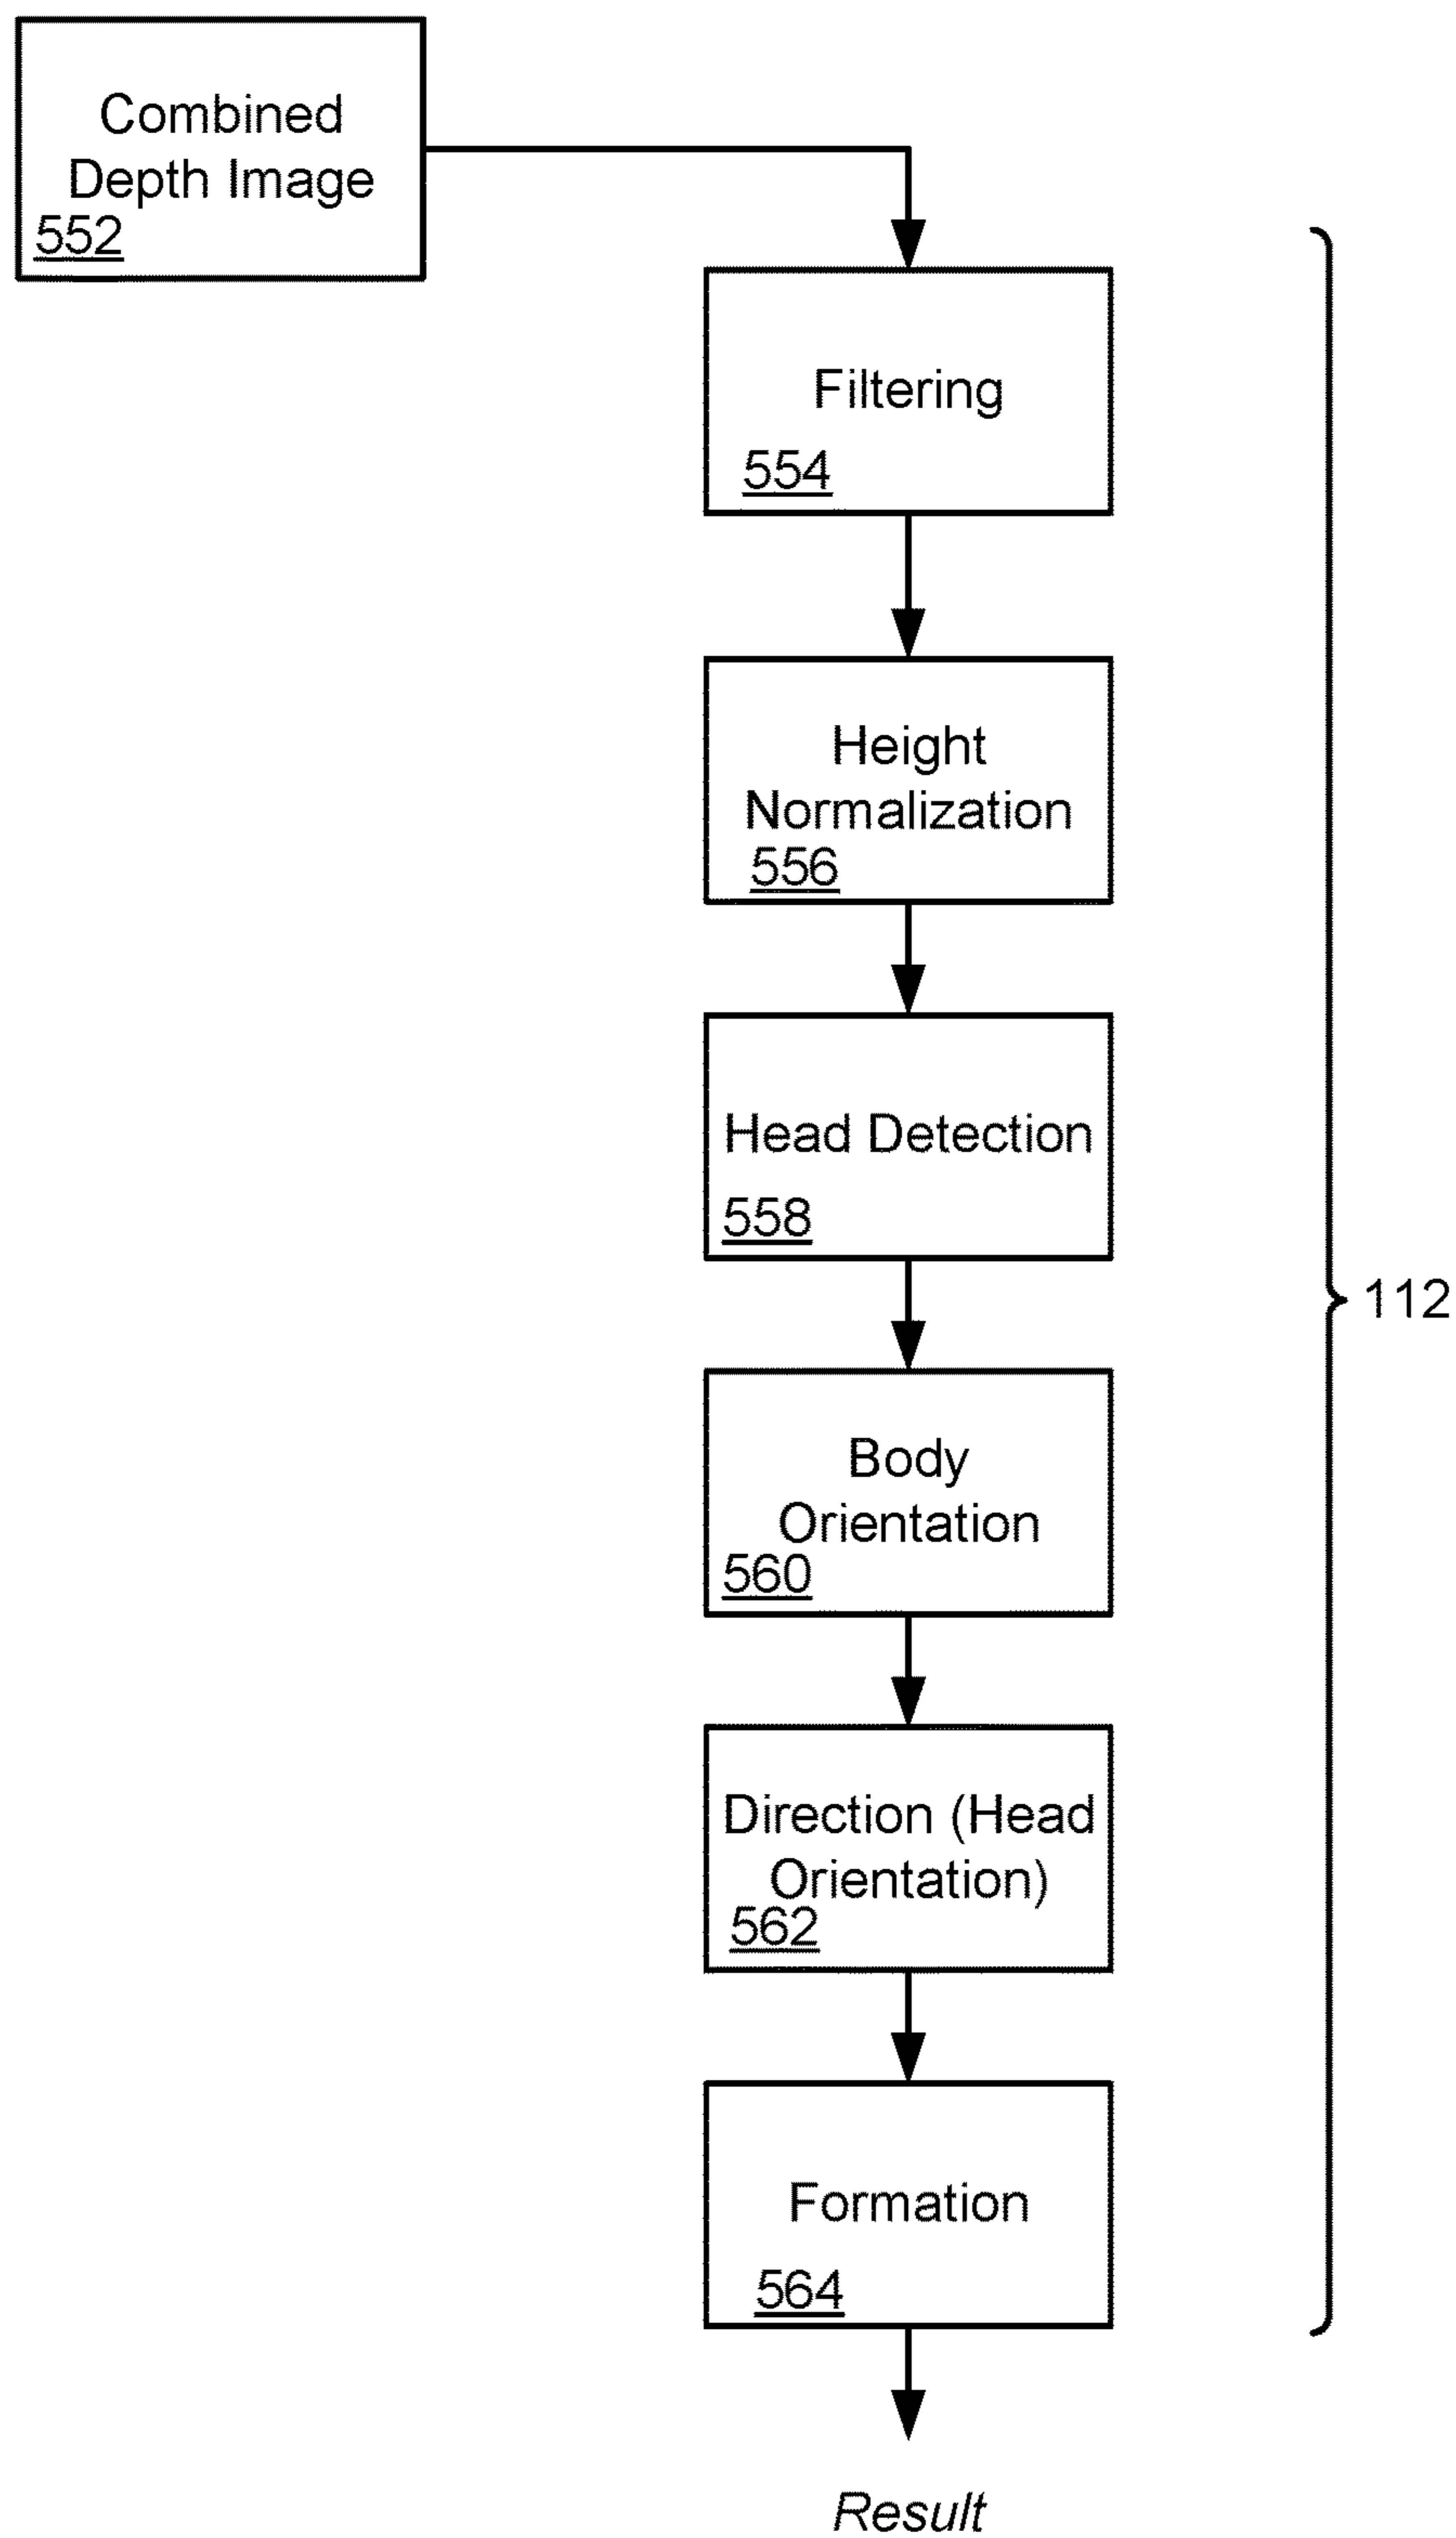 Combined
Depth Image
552
Filtering
554
Height
Normalization
556
Head Detection
558
112
Body
Orientation
560
Direction (Head
Orientation)
562
Formation
564
Result